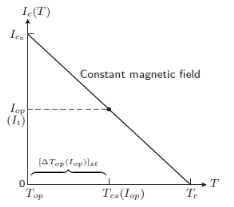 I_c(T)
I_{c_o}
Constant magnetic field
I_{op}
(I_t)
[ΔT_{op}(I_{op})]_{st}
0
T_{op}
T_{cs}(I_{op})
T_c
T